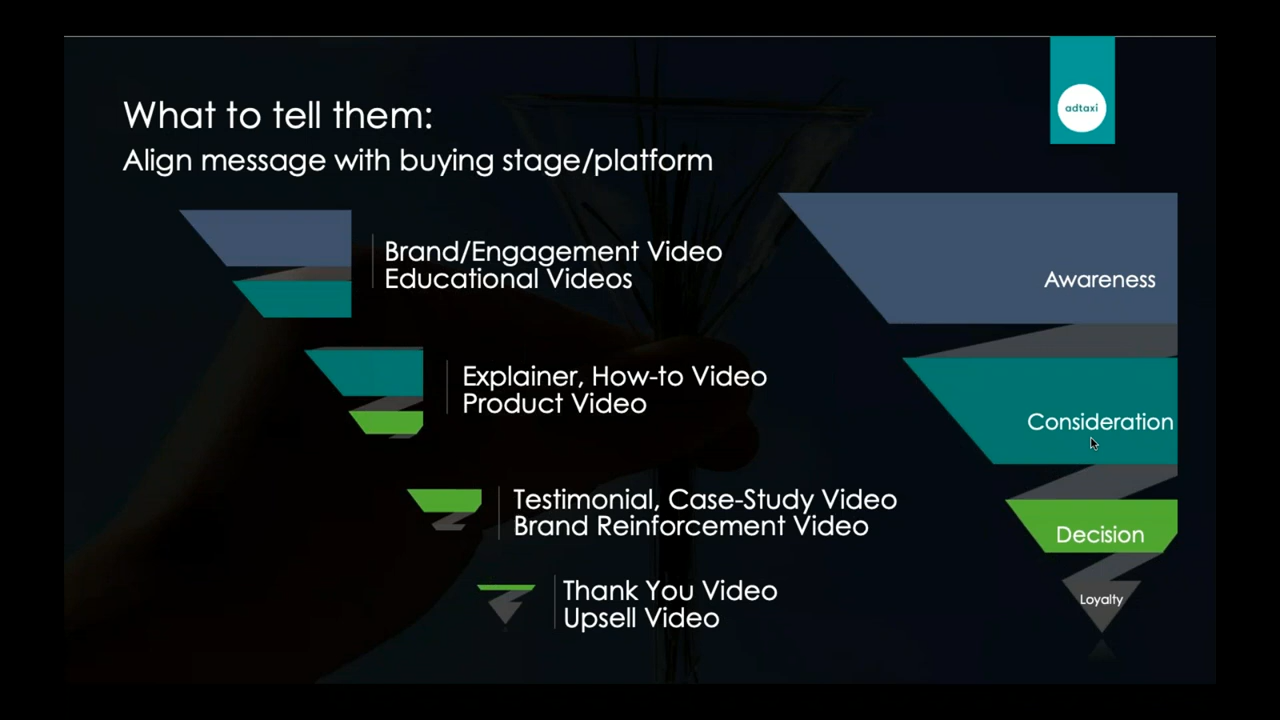 What to tell them:
Align message with buying stage/platform
adtaxi
Brand/Engagement Video
Educational Videos
Explainer, How-to Video
Product Video
Testimonial, Case-Study Video
Brand Reinforcement Video
Thank You Video
Upsell Video
Awareness
Consideration
Decision
Loyalty